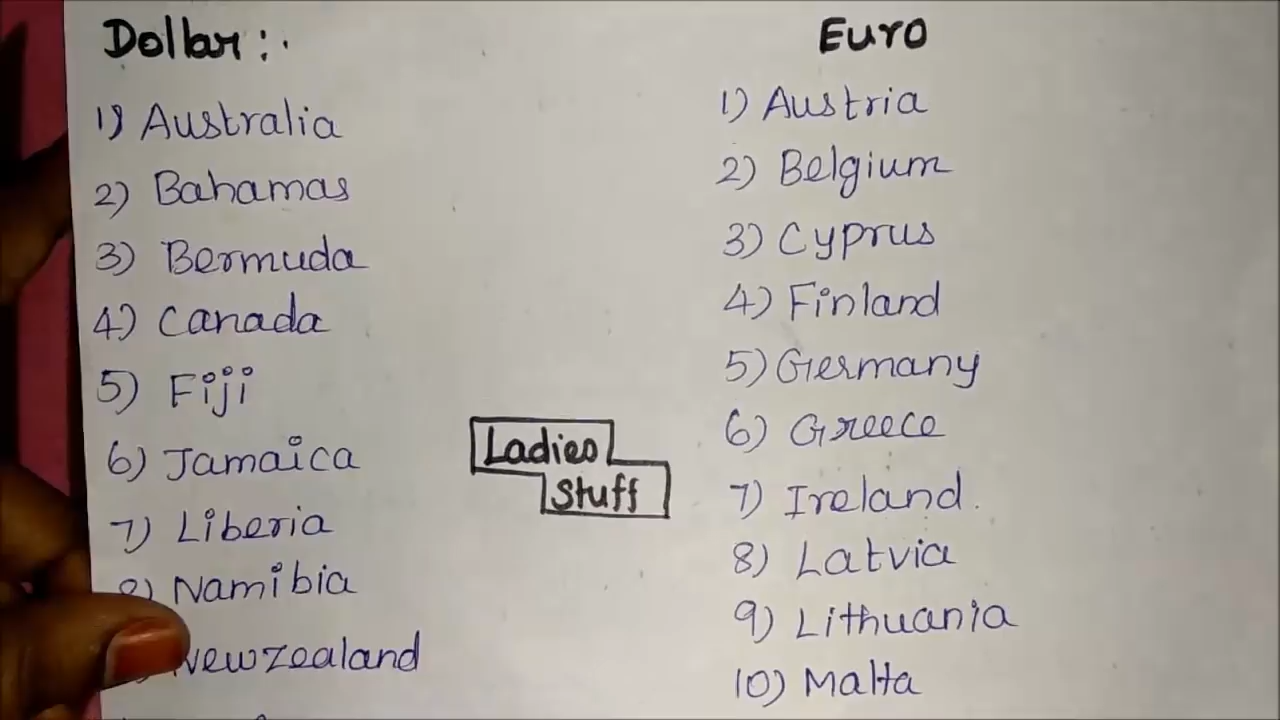 Dollar :.
1) Australia
2) Bahamas
3) Bermuda
4) Canada
5) Fiji
6) Jamaica
7) Liberia
8) Namibia
Newzealand
Ladies
Stuff
Euro
1) Austria
2) Belgium
3) Cyprus
4) Finland
5) Germany
6) Greece
7) Ireland.
8) Latvia
9) Lithuania
10) Malta